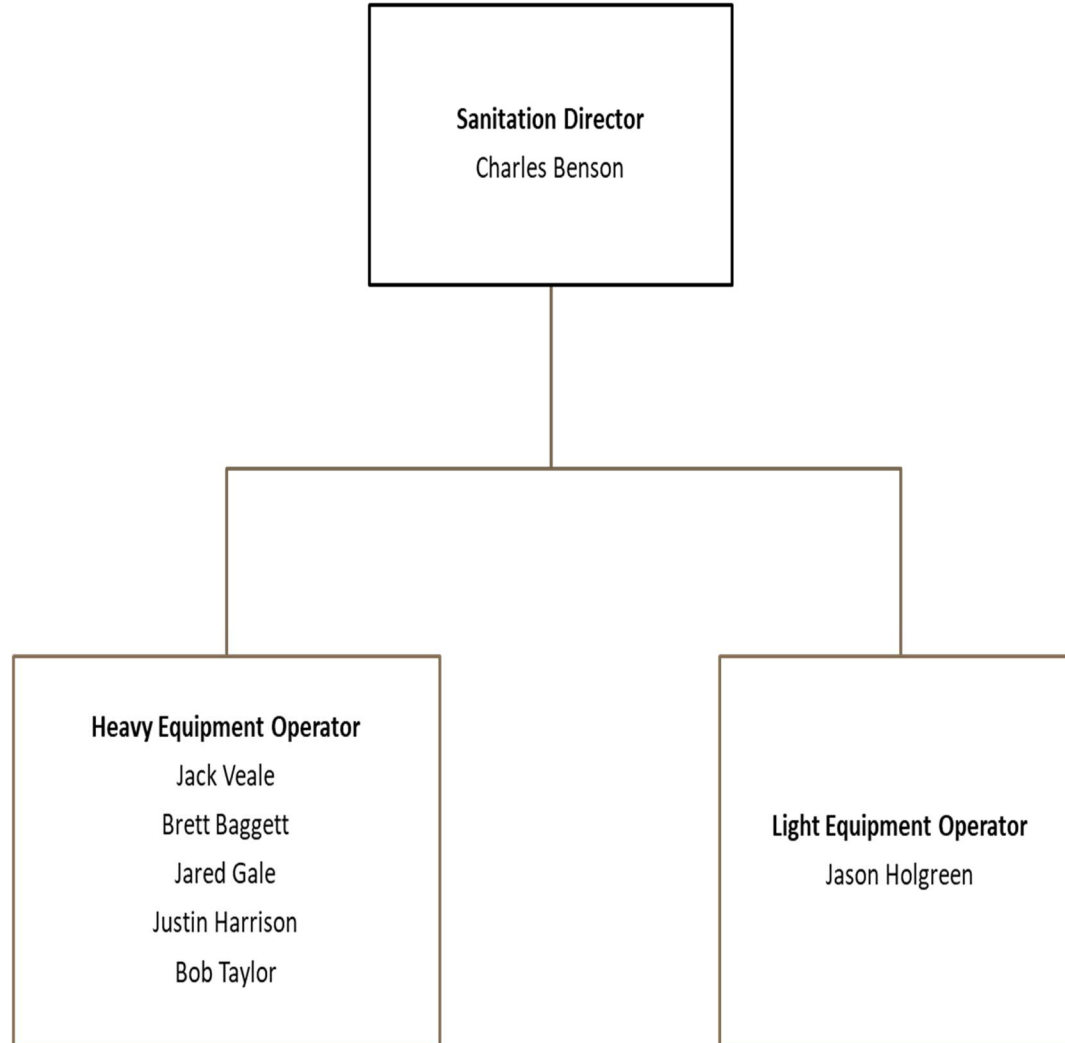 Sanitation Director
Charles Benson
Heavy Equipment Operator
Jack Veale
Brett Baggett
Jared Gale
Justin Harrison
Bob Taylor
Light Equipment Operator
Jason Holgreen